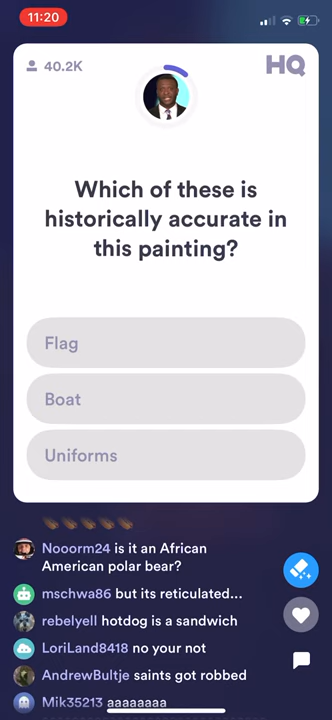 11:20
40.2K
HQ
Which of these is
historically accurate in
this painting?
Flag
Boat
Uniforms
Nooorm24 is it an African
American polar bear?
mschwa86 but its reticulated...
rebelyell hotdog is a sandwich
LoriLand8418 no your not
AndrewBultje saints got robbed
Mik35213 aaaaaaaa